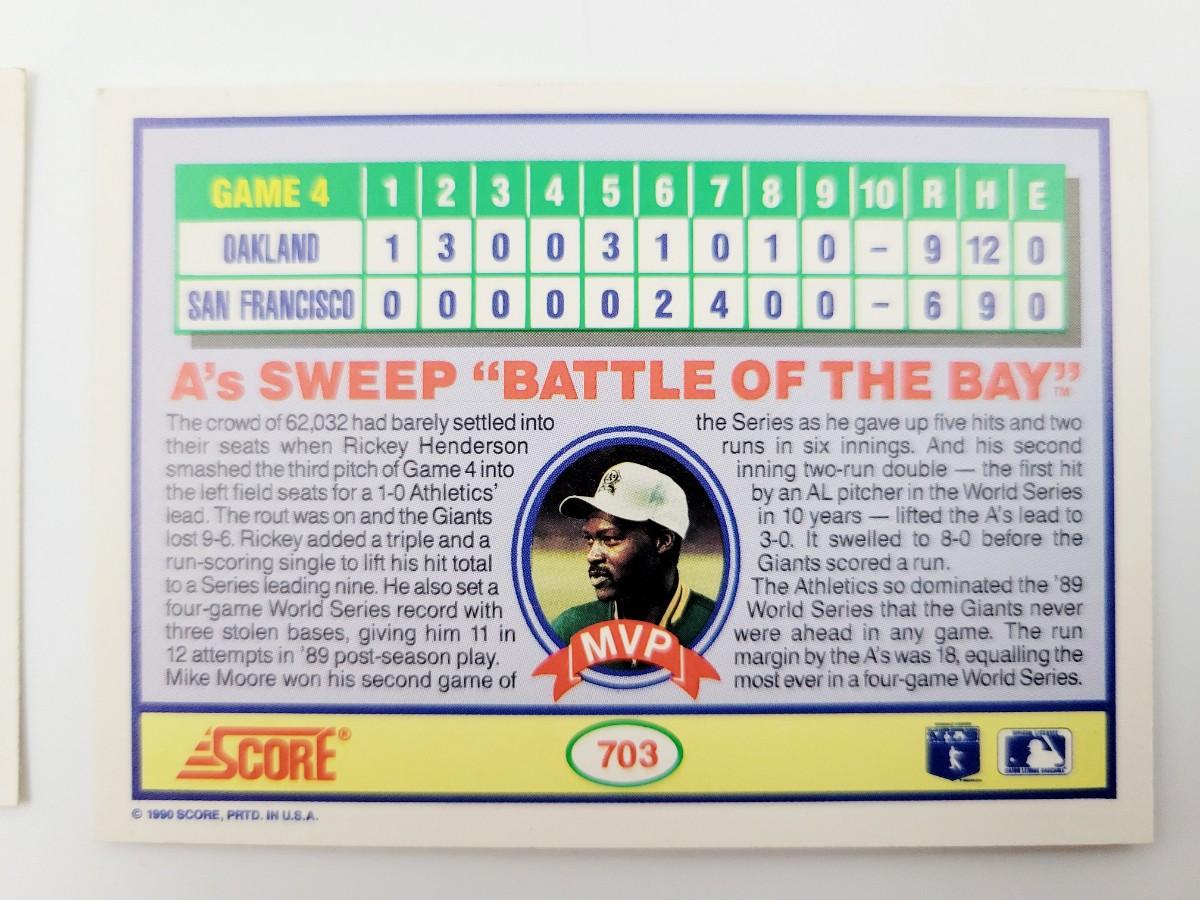 GAME 4 1 2 3 4 5 6 7 8 9 10 R H E
OAKLAND 1 3 0 0 3 1 0 1 0 – 9 12 0
SAN FRANCISCO 0 0 0 0 0 2 4 0 0 – 6 9 0
A's SWEEP “BATTLE OF THE BAY”™
The crowd of 62,032 had barely settled into
their seats when Rickey Henderson
smashed the third pitch of Game 4 into
the left field seats for a 1-0 Athletics’
lead. The rout was on and the Giants
lost 9-6. Rickey added a triple and a
run-scoring single to lift his hit total
to a Series leading nine. He also set a
four-game World Series record with
three stolen bases, giving him 11 in
12 attempts in ’89 post-season play.
Mike Moore won his second game of
the Series as he gave up five hits and two
runs in six innings. And his second
inning two-run double — the first hit
by an AL pitcher in the World Series
in 10 years — lifted the A's lead to
3-0. It swelled to 8-0 before the
Giants scored a run.
The Athletics so dominated the ’89
World Series that the Giants never
were ahead in any game. The run
margin by the A's was 18, equalling the
most ever in a four-game World Series.
MVP
SCORE®
703
© 1990 SCORE, PRTD. IN U.S.A.